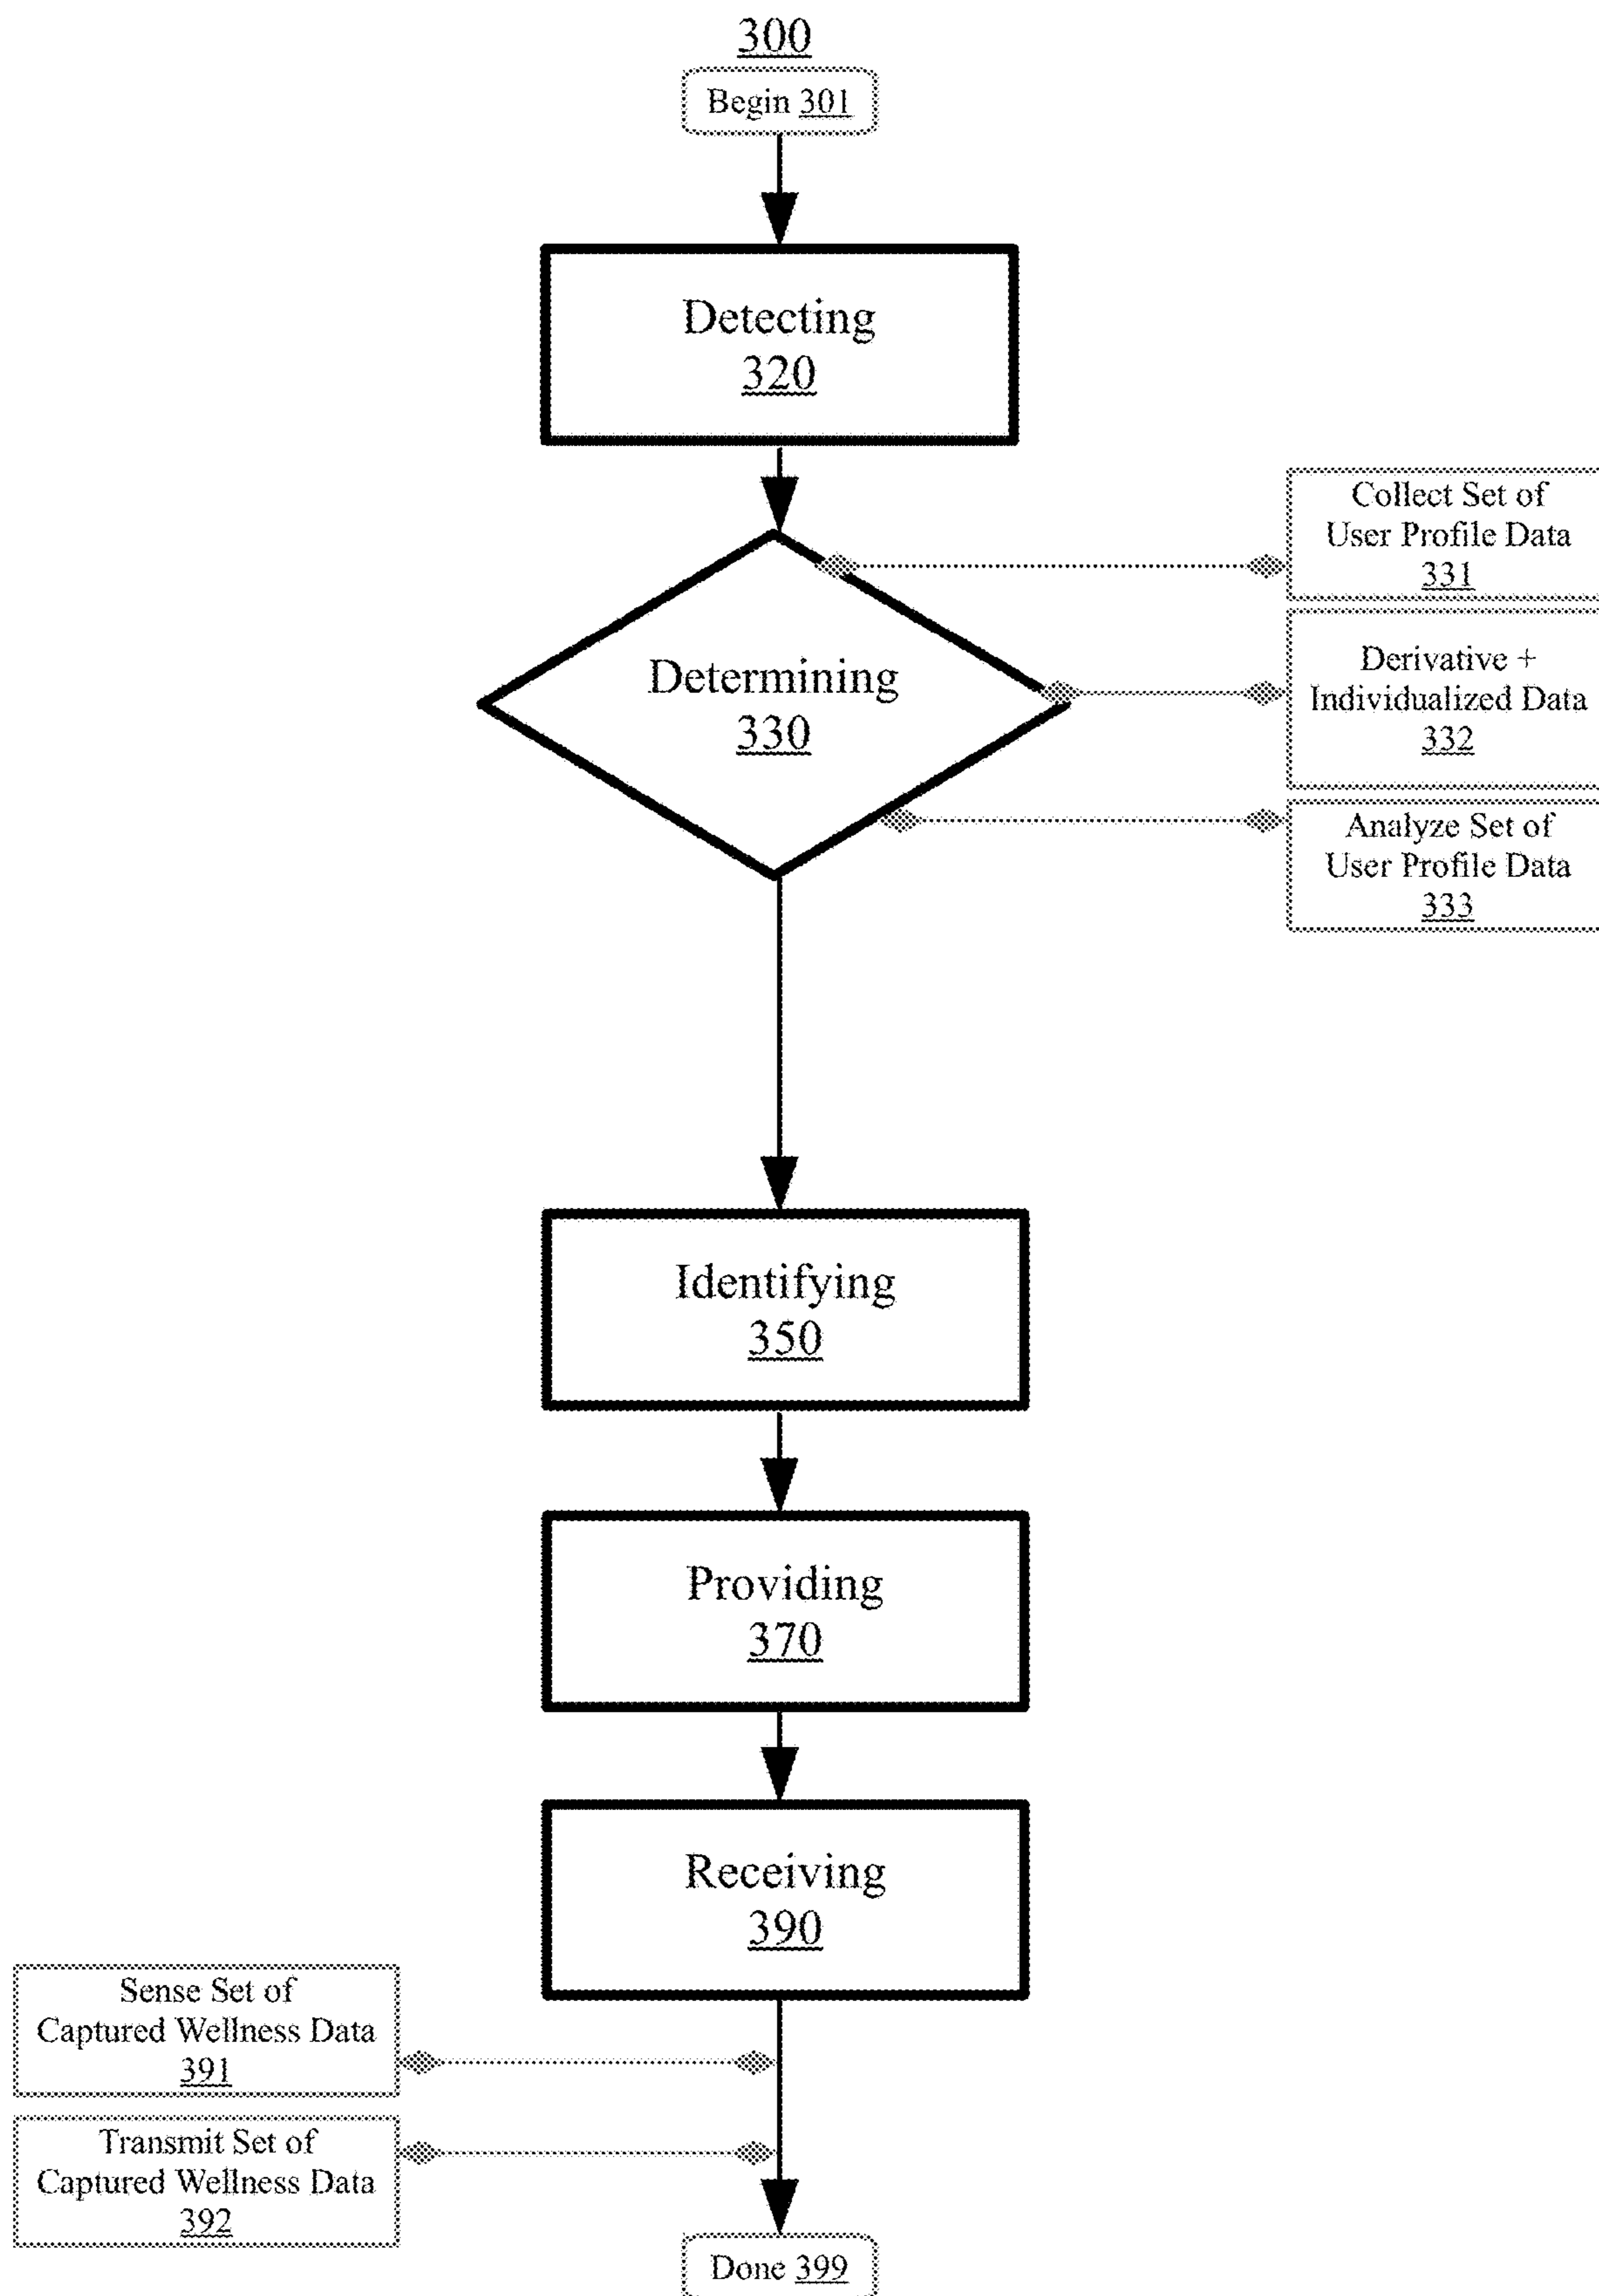 300
Begin 301
Detecting
320
Collect Set of
User Profile Data
331
Determining
330
Derivative +
Individualized Data
332
Analyze Set of
User Profile Data
333
Identifying
350
Providing
370
Receiving
390
Sense Set of
Captured Wellness Data
391
Transmit Set of
Captured Wellness Data
392
Done 399